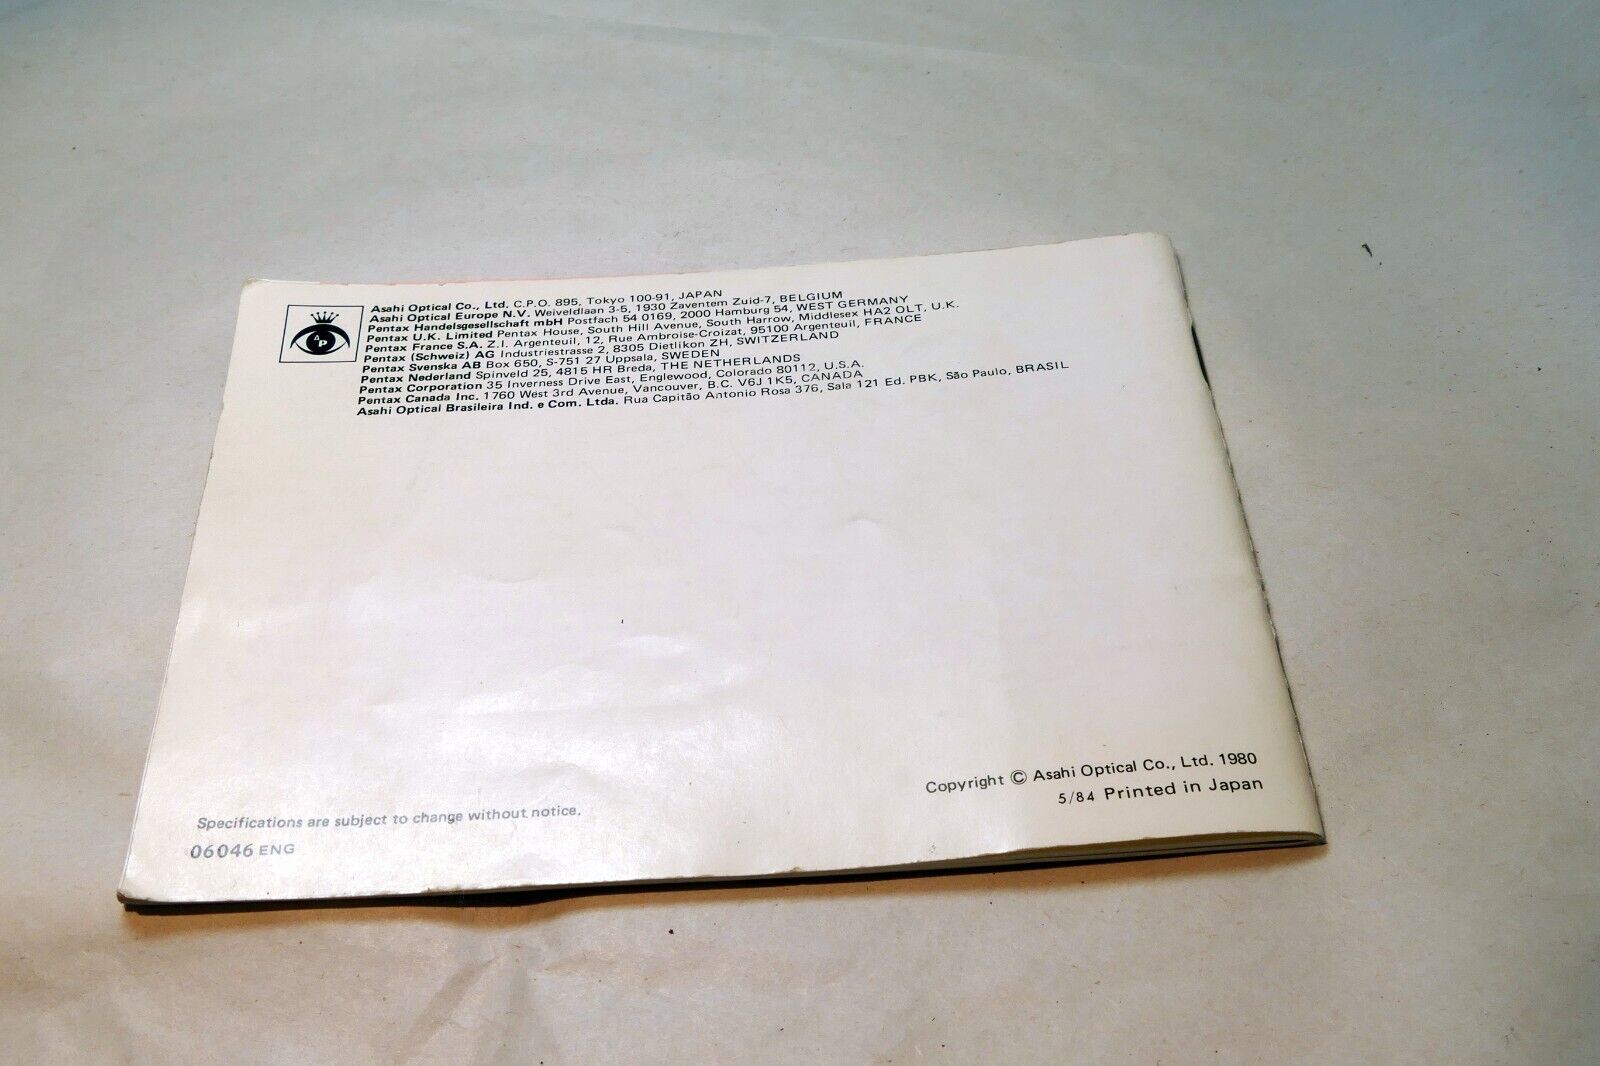 AP
Asahi Optical Co., Ltd. C.P.O. 895, Tokyo 100-91, JAPAN
Asahi Optical Europe N.V. Weiveldlaan 3-5, 1930 Zaventem Zuid-7, BELGIUM
Pentax Handelsgesellschaft mbH Postfach 54 0169, 2000 Hamburg 54, WEST GERMANY
Pentax U.K. Limited Pentax House, South Hill Avenue, South Harrow, Middlesex HA2 OLT, U.K.
Pentax France S.A. Z.I. Argenteuil, 12, Rue Ambroise-Croizat, 95100 Argenteuil, FRANCE
Pentax (Schweiz) AG Industriestrasse 2, 8305 Dietlikon ZH, SWITZERLAND
Pentax Svenska AB Box 650, S-751 27 Uppsala, SWEDEN
Pentax Nederland Spinveld 25, 4815 HR Breda, THE NETHERLANDS
Pentax Corporation 35 Inverness Drive East, Englewood, Colorado 80112, U.S.A.
Pentax Canada Inc. 1760 West 3rd Avenue, Vancouver, B.C. V6J 1K5, CANADA
Asahi Optical Brasileira Ind. e Com. Ltda. Rua Capitão Antonio Rosa 376, Sala 121 Ed. PBK, São Paulo, BRASIL
Copyright © Asahi Optical Co., Ltd. 1980
5/84 Printed in Japan
Specifications are subject to change without notice.
06046 ENG